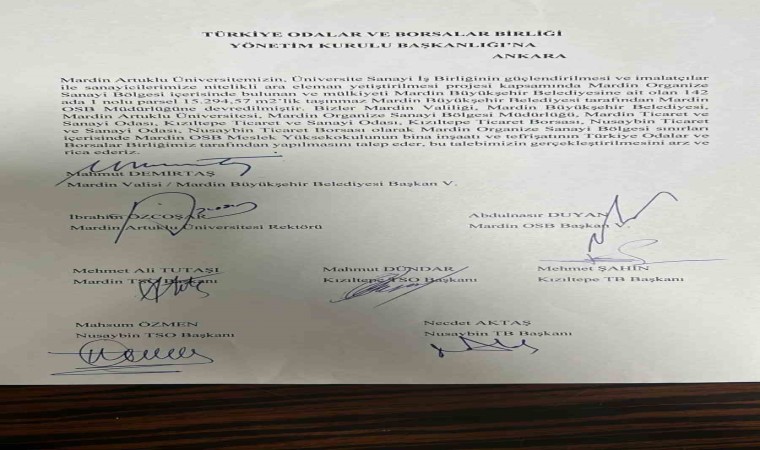 TÜRKİYE ODALAR VE BORSALAR BİRLİĞİ
YÖNETİM KURULU BAŞKANLIĞI'NA
ANKARA
Mardin Artuklu Üniversitemizin, Üniversite Sanayi İş Birliğinin güçlendirilmesi ve imalatçılar
ile sanayicilerimize nitelikli ara eleman yetiştirilmesi projesi kapsamında Mardin Organize
Sanayi Bölgesi içerisinde bulunan ve mülkiyeti Mardin Büyükşehir Belediyesine ait olan 142
ada 1 nolu parsel 15.294,57 m2'lik taşınmaz Mardin Büyükşehir Belediyesi tarafından Mardin
OSB Müdürlüğüne devredilmiştir. Bizler Mardin Valiliği, Mardin Büyükşehir Belediyesi,
Mardin Artuklu Üniversitesi, Mardin Organize Sanayi Bölgesi Müdürlüğü, Mardin Ticaret ve
Sanayi Odası, Kızıltepe Ticaret ve Sanayi Odası, Kızıltepe Ticaret Borsası, Nusaybin Ticaret
ve Sanayi Odası, Nusaybin Ticaret Borsası olarak Mardin Organize Sanayi Bölgesi sınırları
içerisinde Mardin OSB Meslek Yüksekokulunun bina inşaatı ve tefrişatının Türkiye Odalar ve
Borsalar Birliğimiz tarafından yapılmasını talep eder, bu talebimizin gerçekleştirilmesini arz ve
rica ederiz.
Mahmut DEMİRTAŞ
Mardin Valisi / Mardin Büyükşehir Belediyesi Başkan V.
İbrahim ÖZCOŞAR
Mardin Artuklu Üniversitesi Rektörü
Abdulnasır DUYAN
Mardin OSB Başkan V.
Mehmet Ali TUTAŞI
Mardin TSO Başkanı
Mahmut DÜNDAR
Kızıltepe TSO Başkanı
Mehmet ŞAHİN
Kızıltepe TB Başkanı
Mahsum ÖZMEN
Nusaybin TSO Başkanı
Necdet AKTAŞ
Nusaybin TB Başkanı